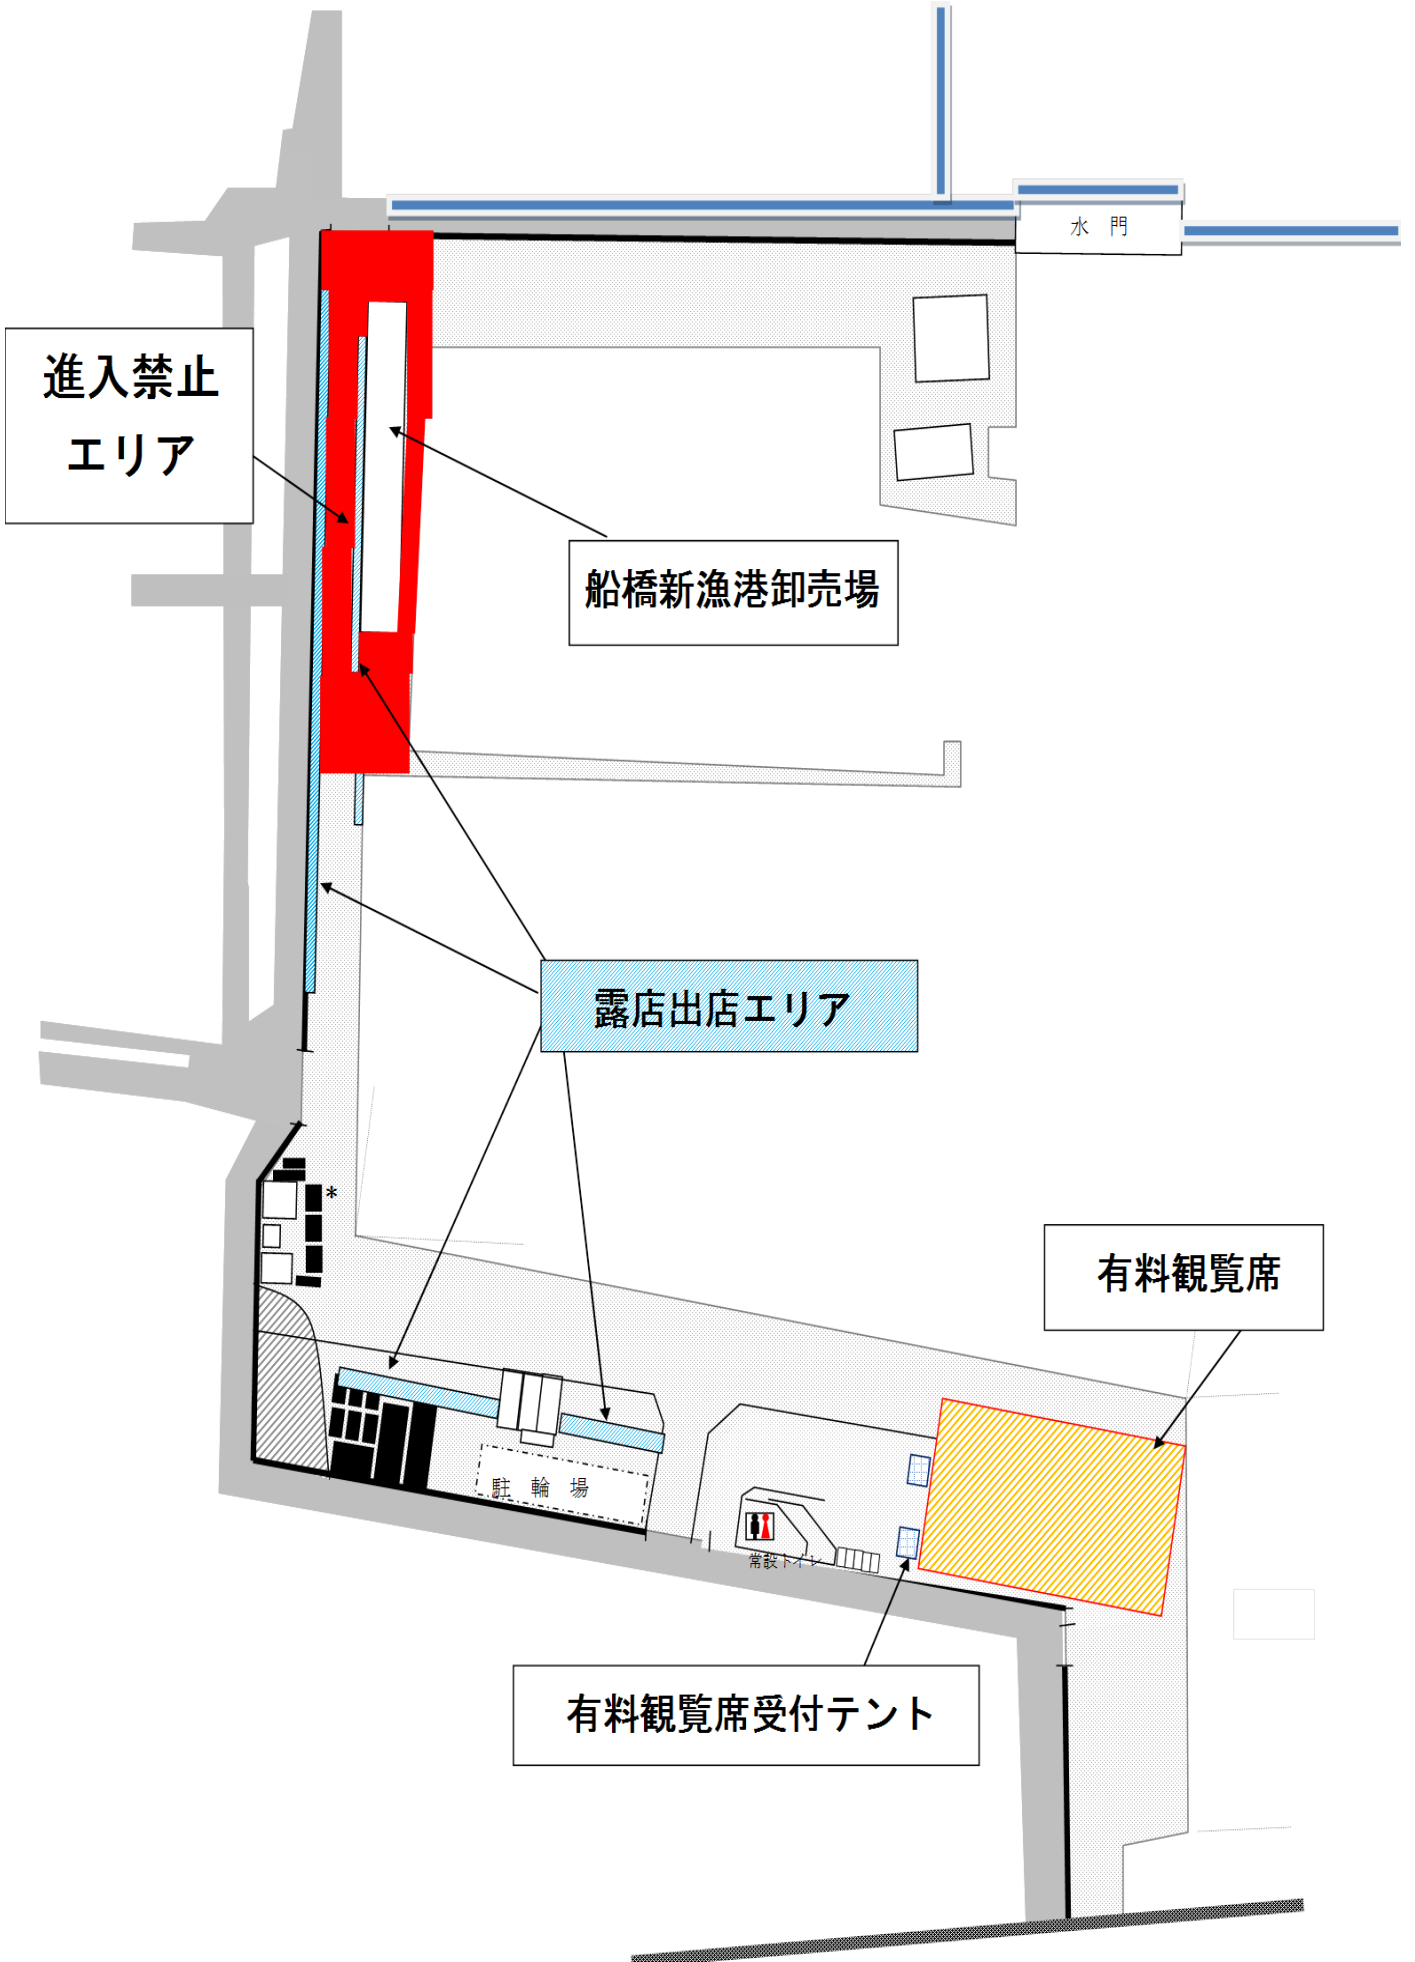 水 門
進入禁止
エリア
船橋新漁港卸売場
露店出店エリア
*
有料観覧席
駐 輪 場
常設トイレ
有料観覧席受付テント